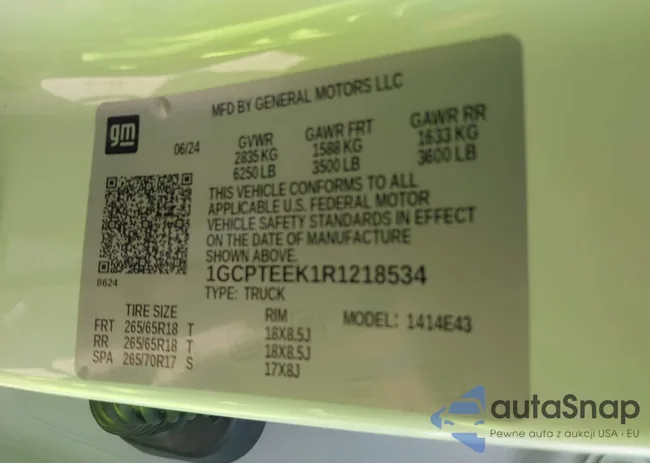 MFD BY GENERAL MOTORS LLC
gm
06/24
GVWR GAWR FRT GAWR RR
2835 KG 1588 KG 1633 KG
6250 LB 3500 LB 3600 LB
THIS VEHICLE CONFORMS TO ALL
APPLICABLE U.S. FEDERAL MOTOR
VEHICLE SAFETY STANDARDS IN EFFECT
ON THE DATE OF MANUFACTURE
SHOWN ABOVE.
8624
1GCPTEEK1R1218534
TYPE: TRUCK
TIRE SIZE RIM MODEL: 1414E43
FRT 265/65R18 T 18X8.5J
RR 265/65R18 T 18X8.5J
SPA 265/70R17 S 17X8J
autaSnap
Pewne auta z aukcji USA i EU